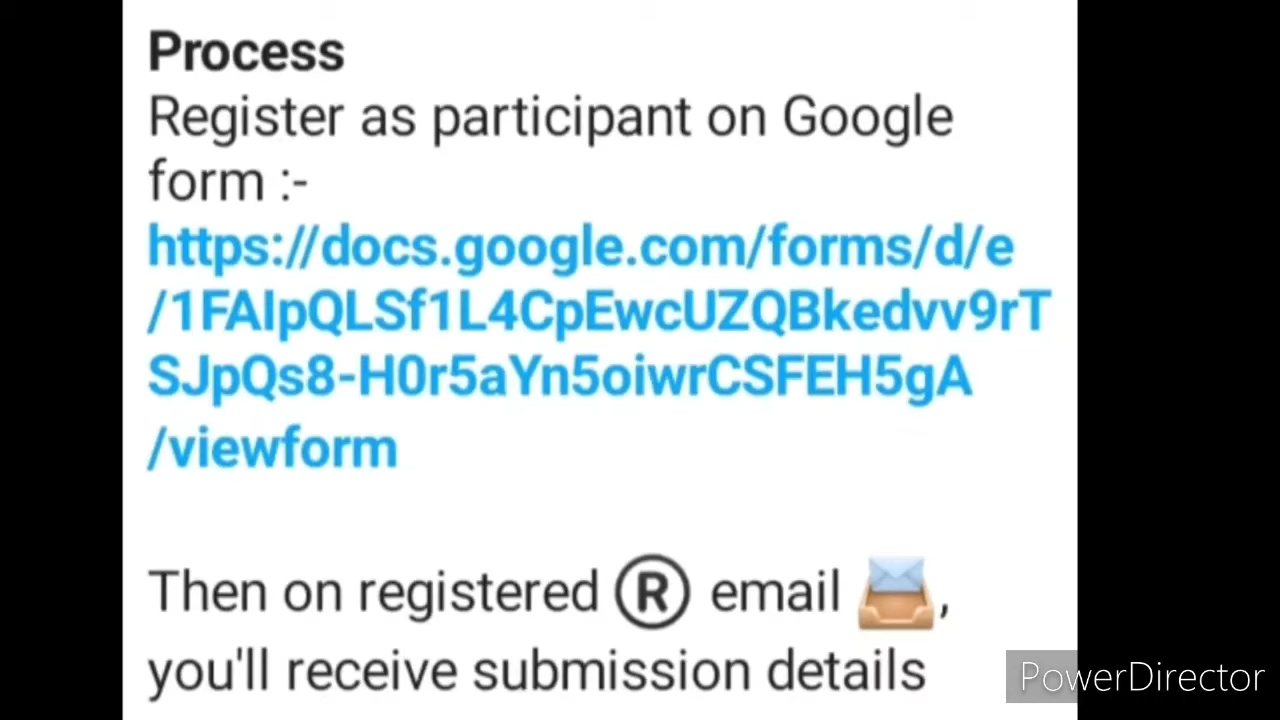 Process
Register as participant on Google
form :-
https://docs.google.com/forms/d/e
/1FAIpQLSf1L4CpEwcUZQBkedvv9rT
SJpQs8-H0r5aYn5oiwrCSFEH5gA
/viewform
Then on registered ®️ email 📥,
you'll receive submission details
PowerDirector